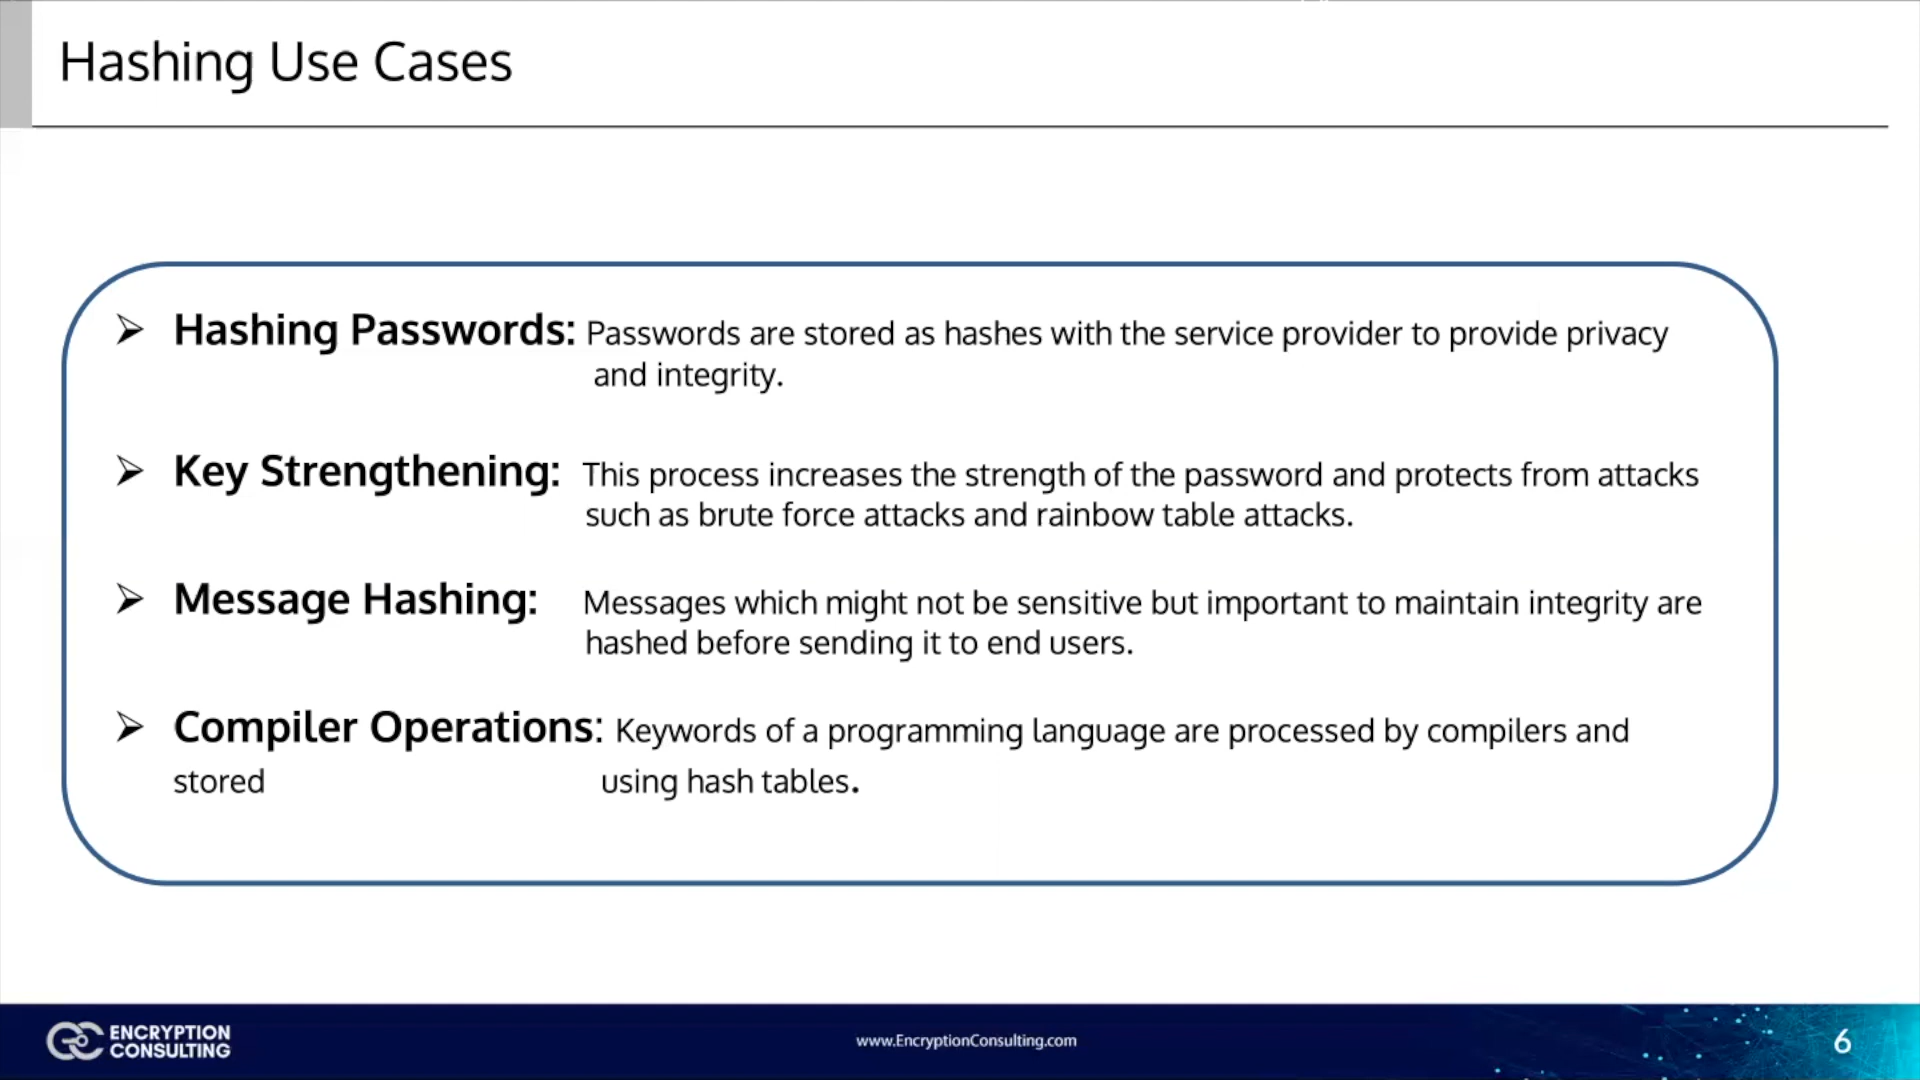 Hashing Use Cases
➢ Hashing Passwords: Passwords are stored as hashes with the service provider to provide privacy
and integrity.
➢ Key Strengthening: This process increases the strength of the password and protects from attacks
such as brute force attacks and rainbow table attacks.
➢ Message Hashing: Messages which might not be sensitive but important to maintain integrity are
hashed before sending it to end users.
➢ Compiler Operations: Keywords of a programming language are processed by compilers and
stored using hash tables.
ENCRYPTION
CONSULTING
www.EncryptionConsulting.com
6